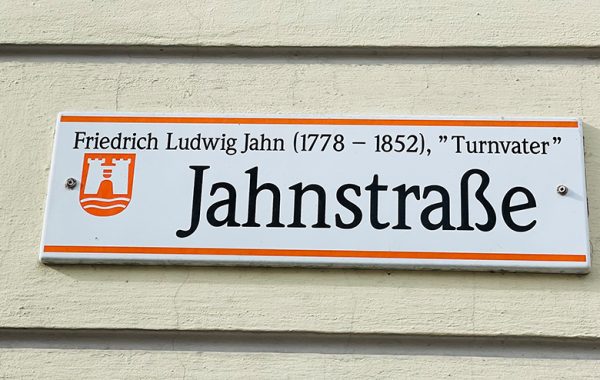 Friedrich Ludwig Jahn (1778 – 1852), "Turnvater"
Jahnstraße